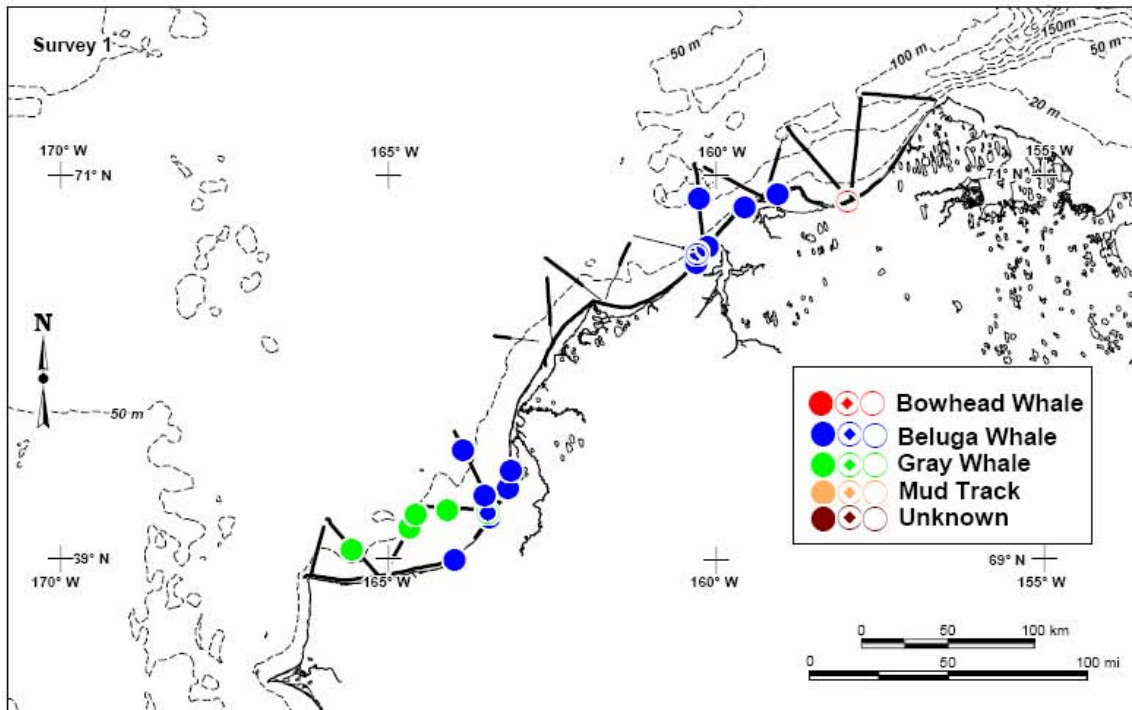 Survey 1
50 m
100 m
150m
50 m
20 m
170° W
165° W
160° W
155° W
71° N
71° N
N
50 m
Bowhead Whale
Beluga Whale
Gray Whale
Mud Track
Unknown
69° N
69° N
170° W
165° W
160° W
155° W
0 50 100 km
0 50 100 mi